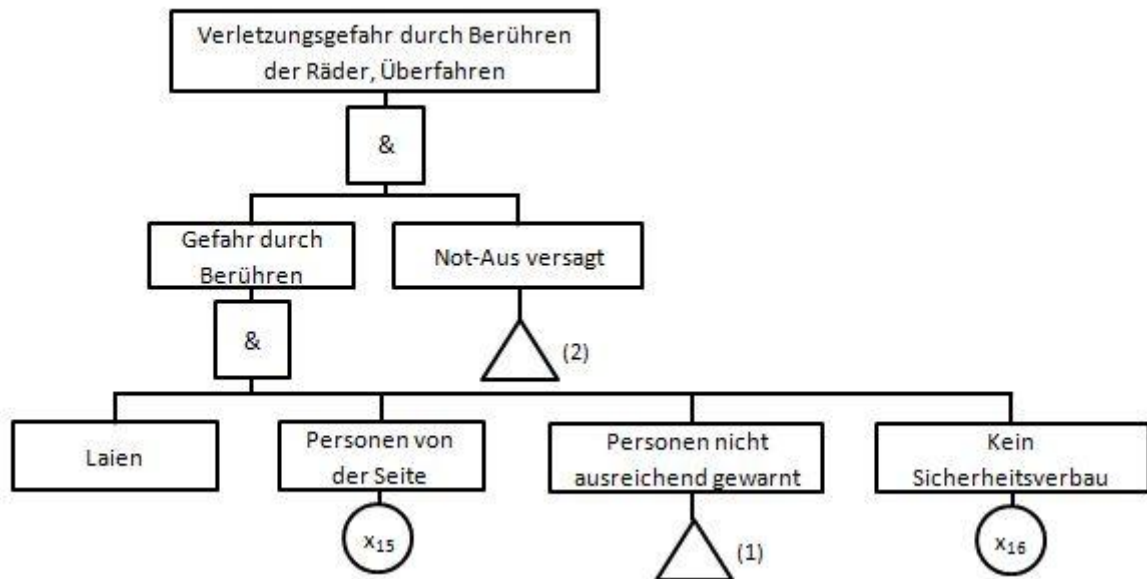 Verletzungsgefahr durch Berühren
der Räder, Überfahren
&
Gefahr durch
Berühren
Not-Aus versagt
&
(2)
Laien
Personen von
der Seite
Personen nicht
ausreichend gewarnt
Kein
Sicherheitsverbau
x₁₅
(1)
x₁₆